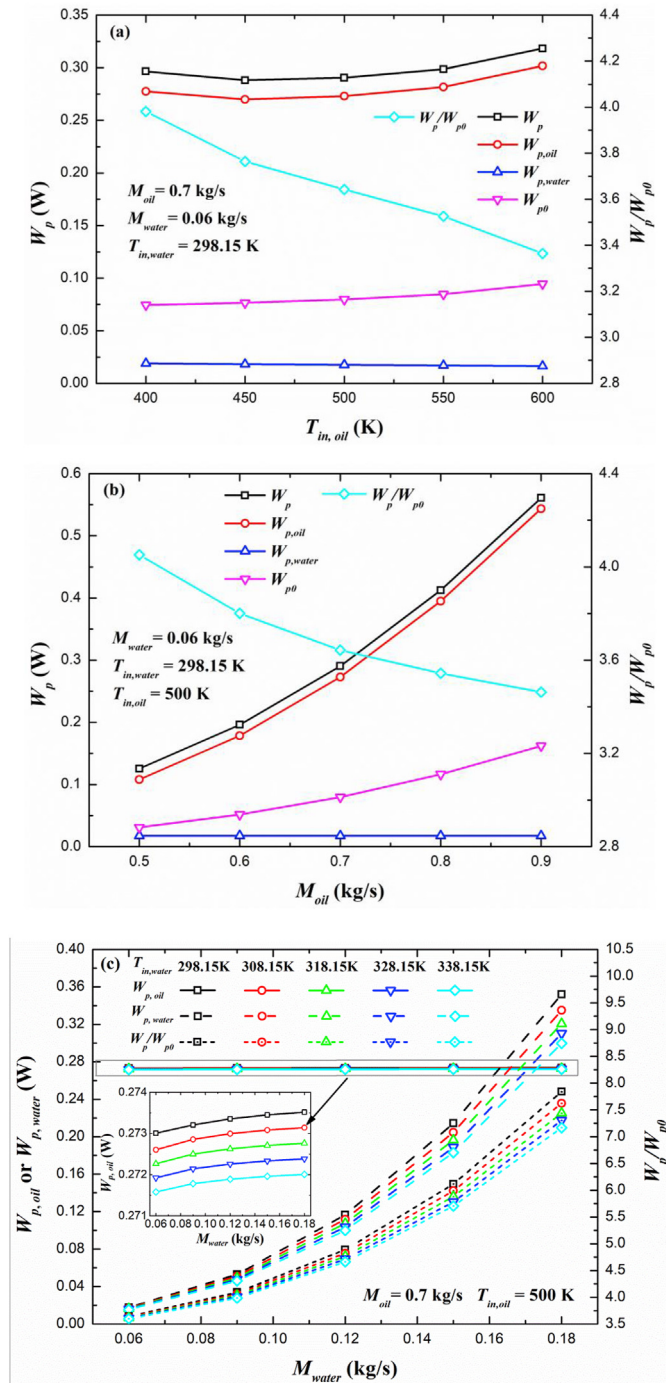 (a)
0.35
0.30
0.25
0.20
0.15
0.10
0.05
0.00
W_p (W)
4.2
4.0
3.8
3.6
3.4
3.2
3.0
2.8
W_p/W_p0
W_p/W_p0
W_p
W_p,oil
W_p,water
W_p0
M_oil = 0.7 kg/s
M_water = 0.06 kg/s
T_in,water = 298.15 K
400 450 500 550 600
T_in, oil (K)
(b)
0.6
0.5
0.4
0.3
0.2
0.1
0.0
W_p (W)
4.4
4.0
3.6
3.2
2.8
W_p/W_p0
W_p W_p/W_p0
W_p,oil
W_p,water
W_p0
M_water = 0.06 kg/s
T_in,water = 298.15 K
T_in,oil = 500 K
0.5 0.6 0.7 0.8 0.9
M_oil (kg/s)
(c)
0.40
0.36
0.32
0.28
0.24
0.20
0.16
0.12
0.08
0.04
0.00
W_p, oil or W_p, water (W)
10.5
10.0
9.5
9.0
8.5
8.0
7.5
7.0
6.5
6.0
5.5
5.0
4.5
4.0
3.5
W_p/W_p0
T_in,water 298.15K 308.15K 318.15K 328.15K 338.15K
W_p, oil
W_p, water
W_p/W_p0
0.274
0.273
0.272
0.271
W_p, oil (W)
0.06 0.08 0.10 0.12 0.14 0.16 0.18
M_water (kg/s)
M_oil = 0.7 kg/s T_in,oil = 500 K
0.06 0.08 0.10 0.12 0.14 0.16 0.18
M_water (kg/s)